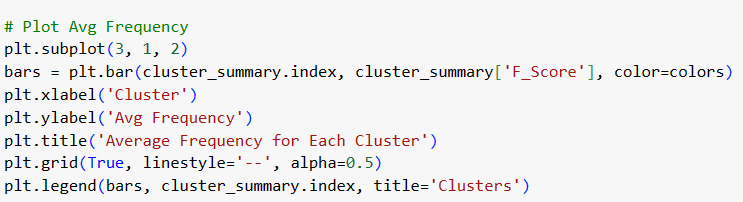 # Plot Avg Frequency
plt.subplot(3, 1, 2)
bars = plt.bar(cluster_summary.index, cluster_summary['F_Score'], color=colors)
plt.xlabel('Cluster')
plt.ylabel('Avg Frequency')
plt.title('Average Frequency for Each Cluster')
plt.grid(True, linestyle='--', alpha=0.5)
plt.legend(bars, cluster_summary.index, title='Clusters')